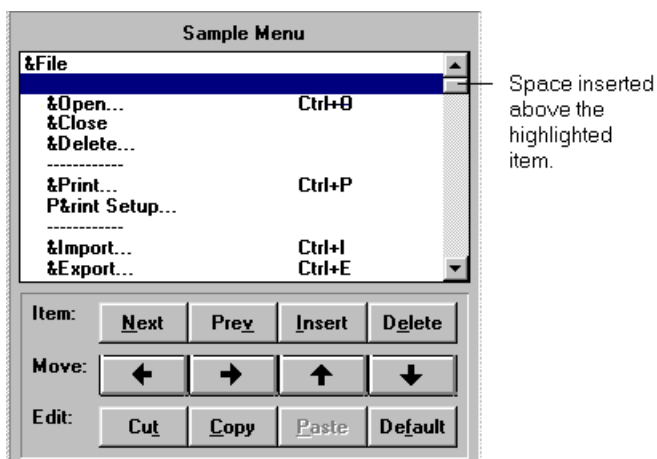 Sample Menu
&File
&Open... Ctrl+O
&Close
&Delete...
------------
&Print... Ctrl+P
P&rint Setup...
------------
&Import... Ctrl+I
&Export... Ctrl+E
Space inserted
above the
highlighted
item.
Item: Next Prev Insert Delete
Move:
Edit: Cut Copy Paste Default